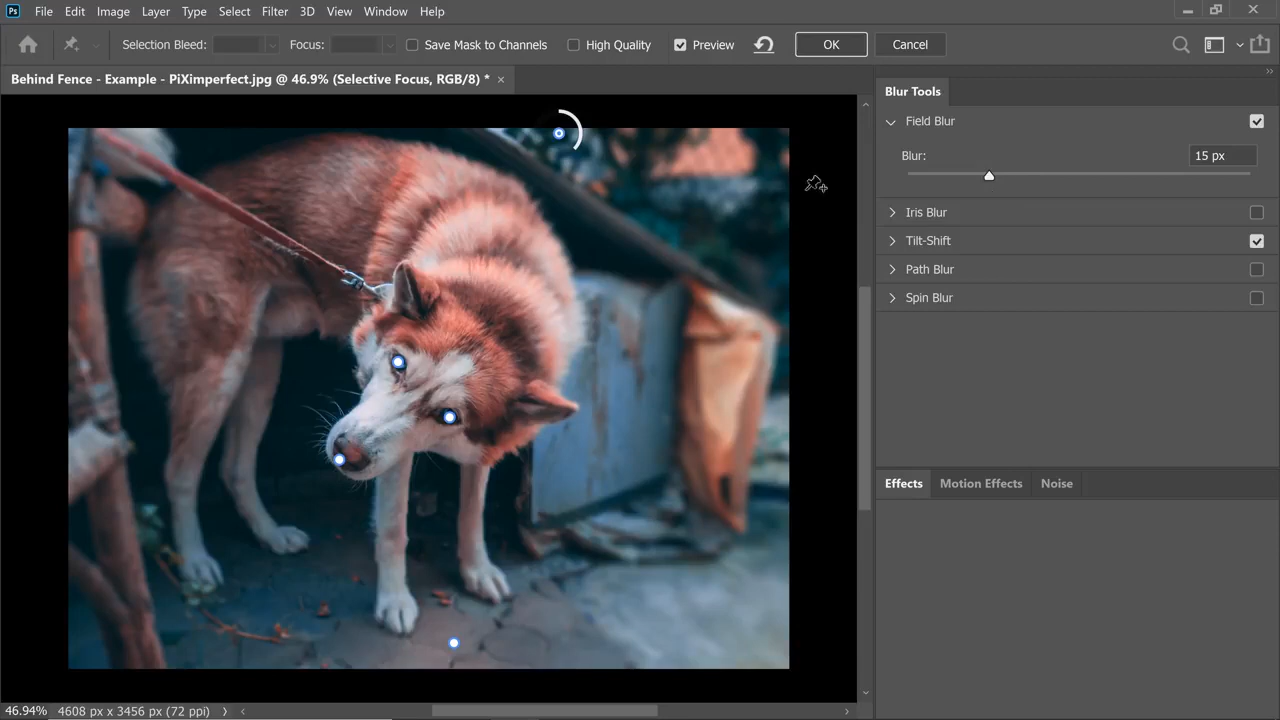 Ps File Edit Image Layer Type Select Filter 3D View Window Help
Selection Bleed: Focus: Save Mask to Channels High Quality Preview OK Cancel
Behind Fence - Example - PiXimperfect.jpg @ 46.9% (Selective Focus, RGB/8) *
Blur Tools
Field Blur
Blur: 15 px
Iris Blur
Tilt-Shift
Path Blur
Spin Blur
Effects Motion Effects Noise
46.94% 4608 px x 3456 px (72 ppi)